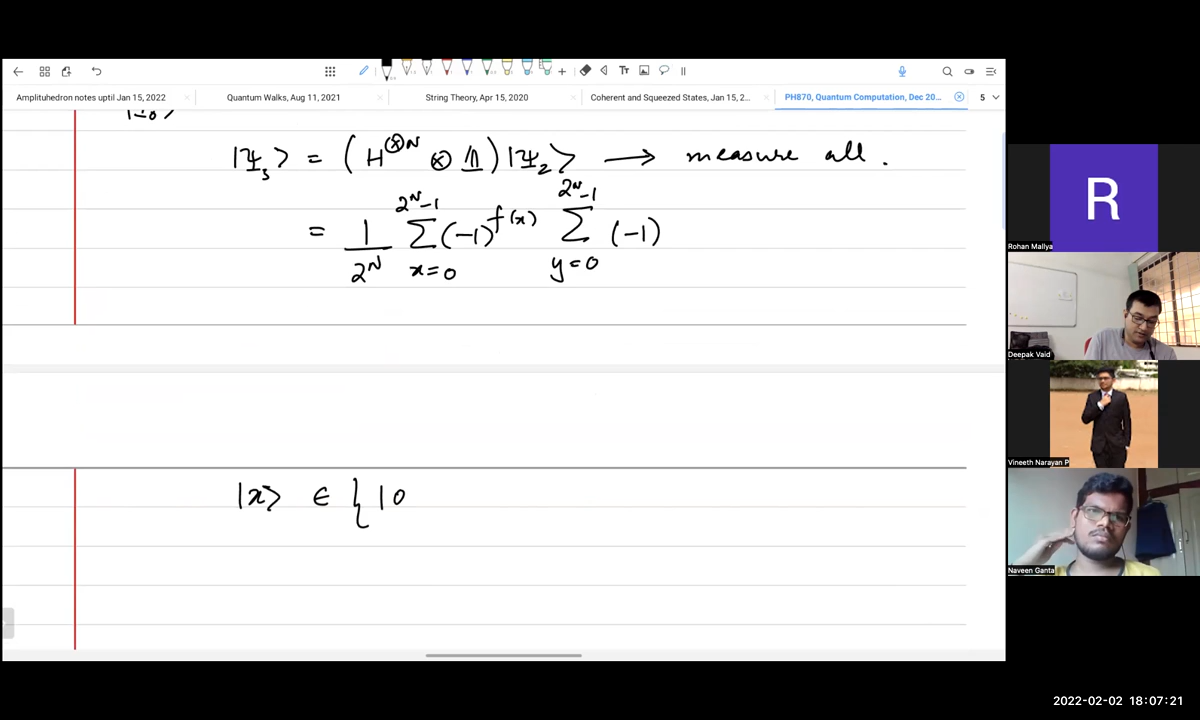 Amplituhedron notes uptil Jan 15, 2022
Quantum Walks, Aug 11, 2021
String Theory, Apr 15, 2020
Coherent and Squeezed States, Jan 15, 2...
PH870, Quantum Computation, Dec 20...
5
|Ψ₃⟩ = (H^⊗N ⊗ 𝟙)|Ψ₂⟩ ⟶ measure all .
= 1/2^N ∑_{x=0}^{2^N-1} (-1)^{f(x)} ∑_{y=0}^{2^N-1} (-1)
|x⟩ ∈ { |0
R
Rohan Mallya
Deepak Vaid
Vineeth Narayan P
Naveen Ganta
2022-02-02 18:07:21